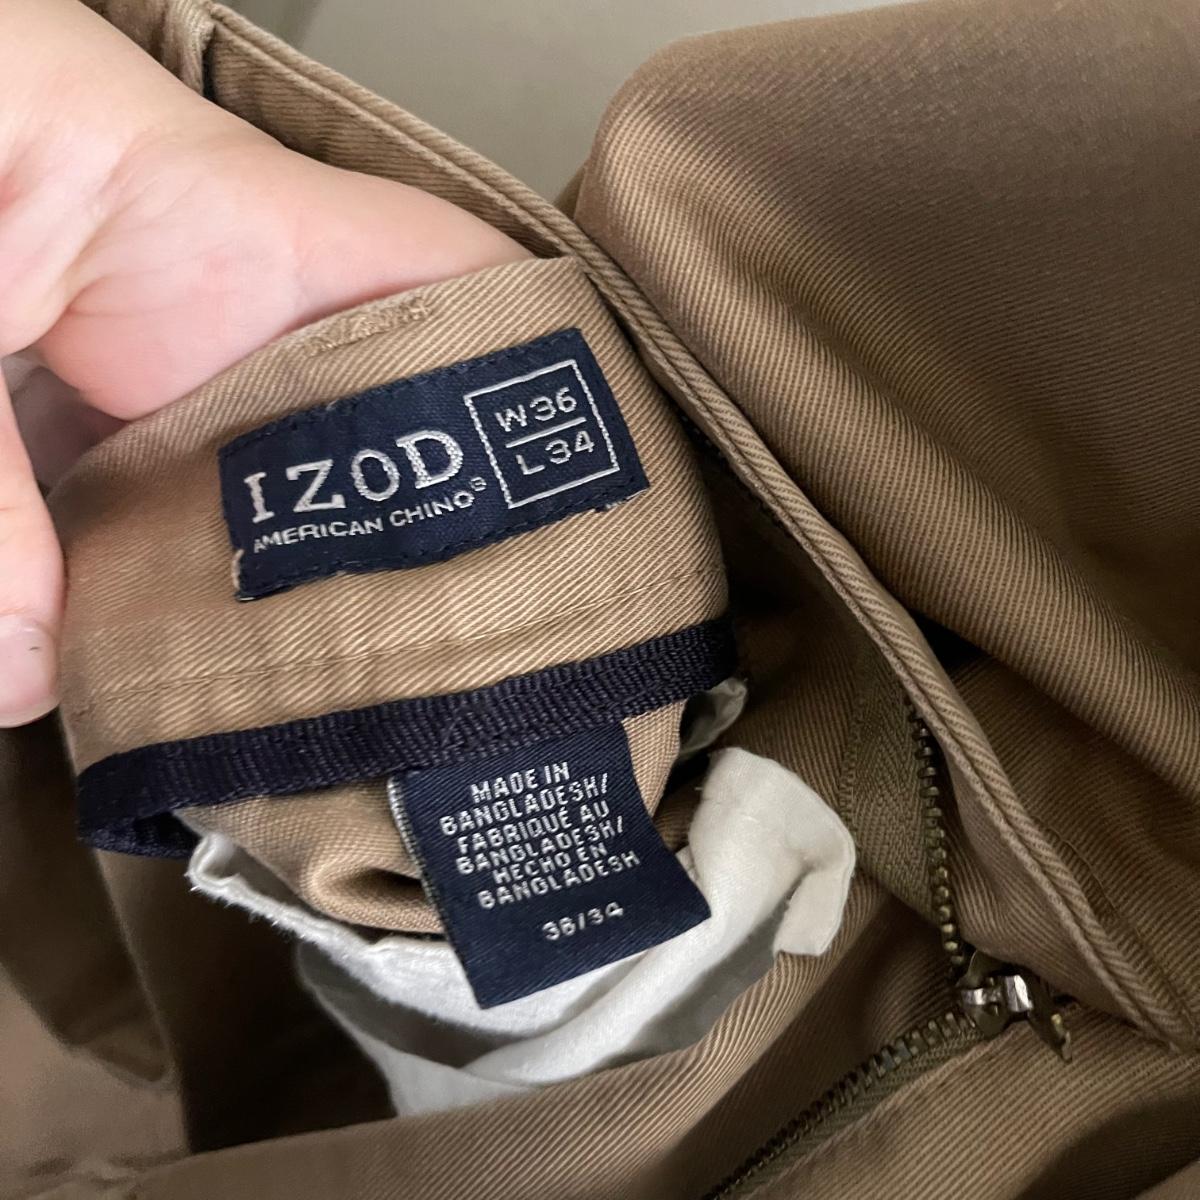 IZOD
AMERICAN CHINO®
W36
L34
MADE IN
BANGLADESH/
FABRIQUÉ AU
BANGLADESH/
HECHO EN
BANGLADESH
36/34